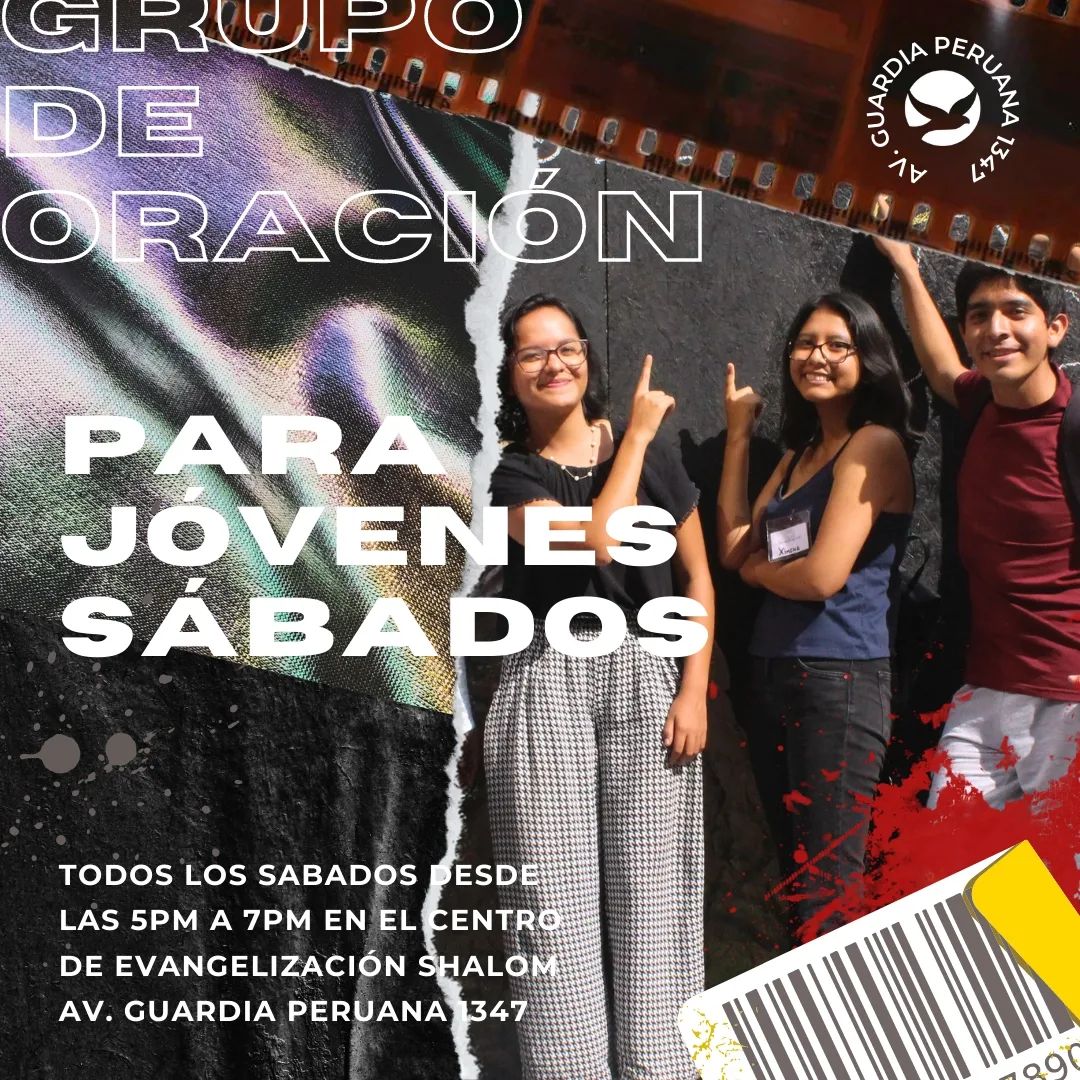 GRUPO
DE
ORACIÓN
AV. GUARDIA PERUANA 1347
PARA
JÓVENES
SÁBADOS
Ximena
TODOS LOS SABADOS DESDE
LAS 5PM A 7PM EN EL CENTRO
DE EVANGELIZACIÓN SHALOM
AV. GUARDIA PERUANA 1347
7890